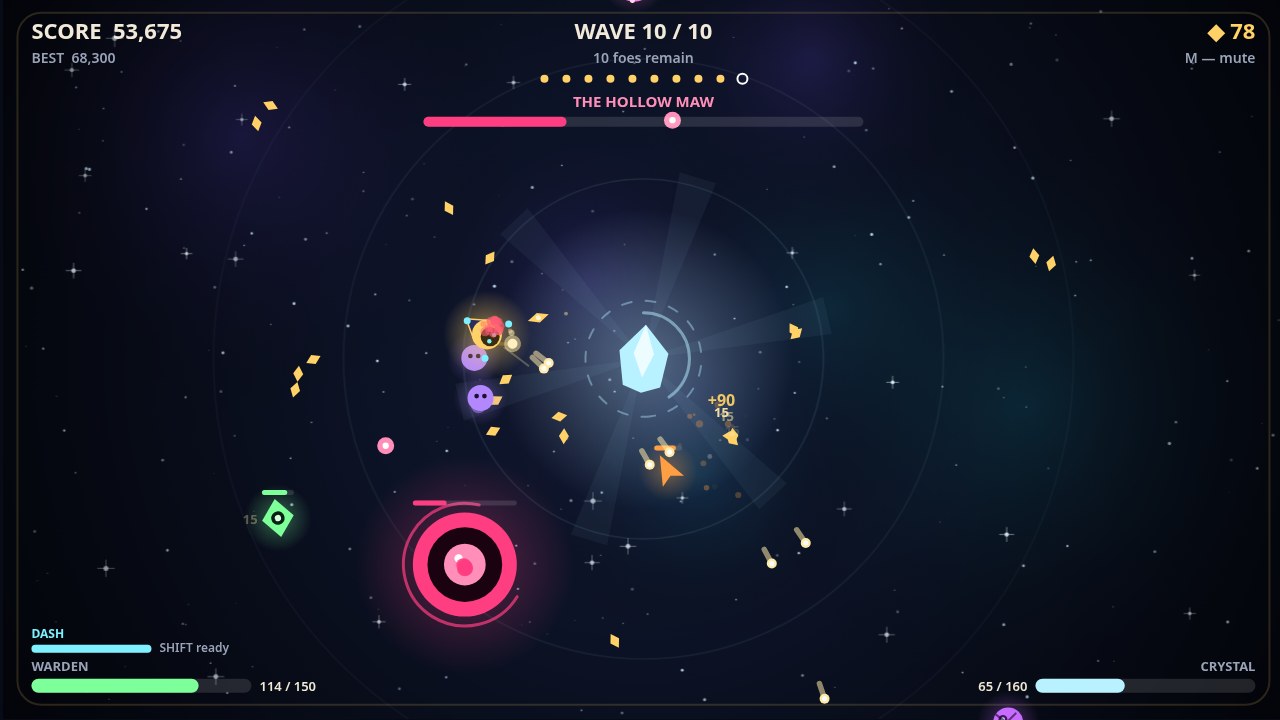 SCORE 53,675
BEST 68,300
WAVE 10 / 10
10 foes remain
THE HOLLOW MAW
◆ 78
M — mute
+90
15
15
15
DASH
SHIFT ready
WARDEN
114 / 150
CRYSTAL
65 / 160